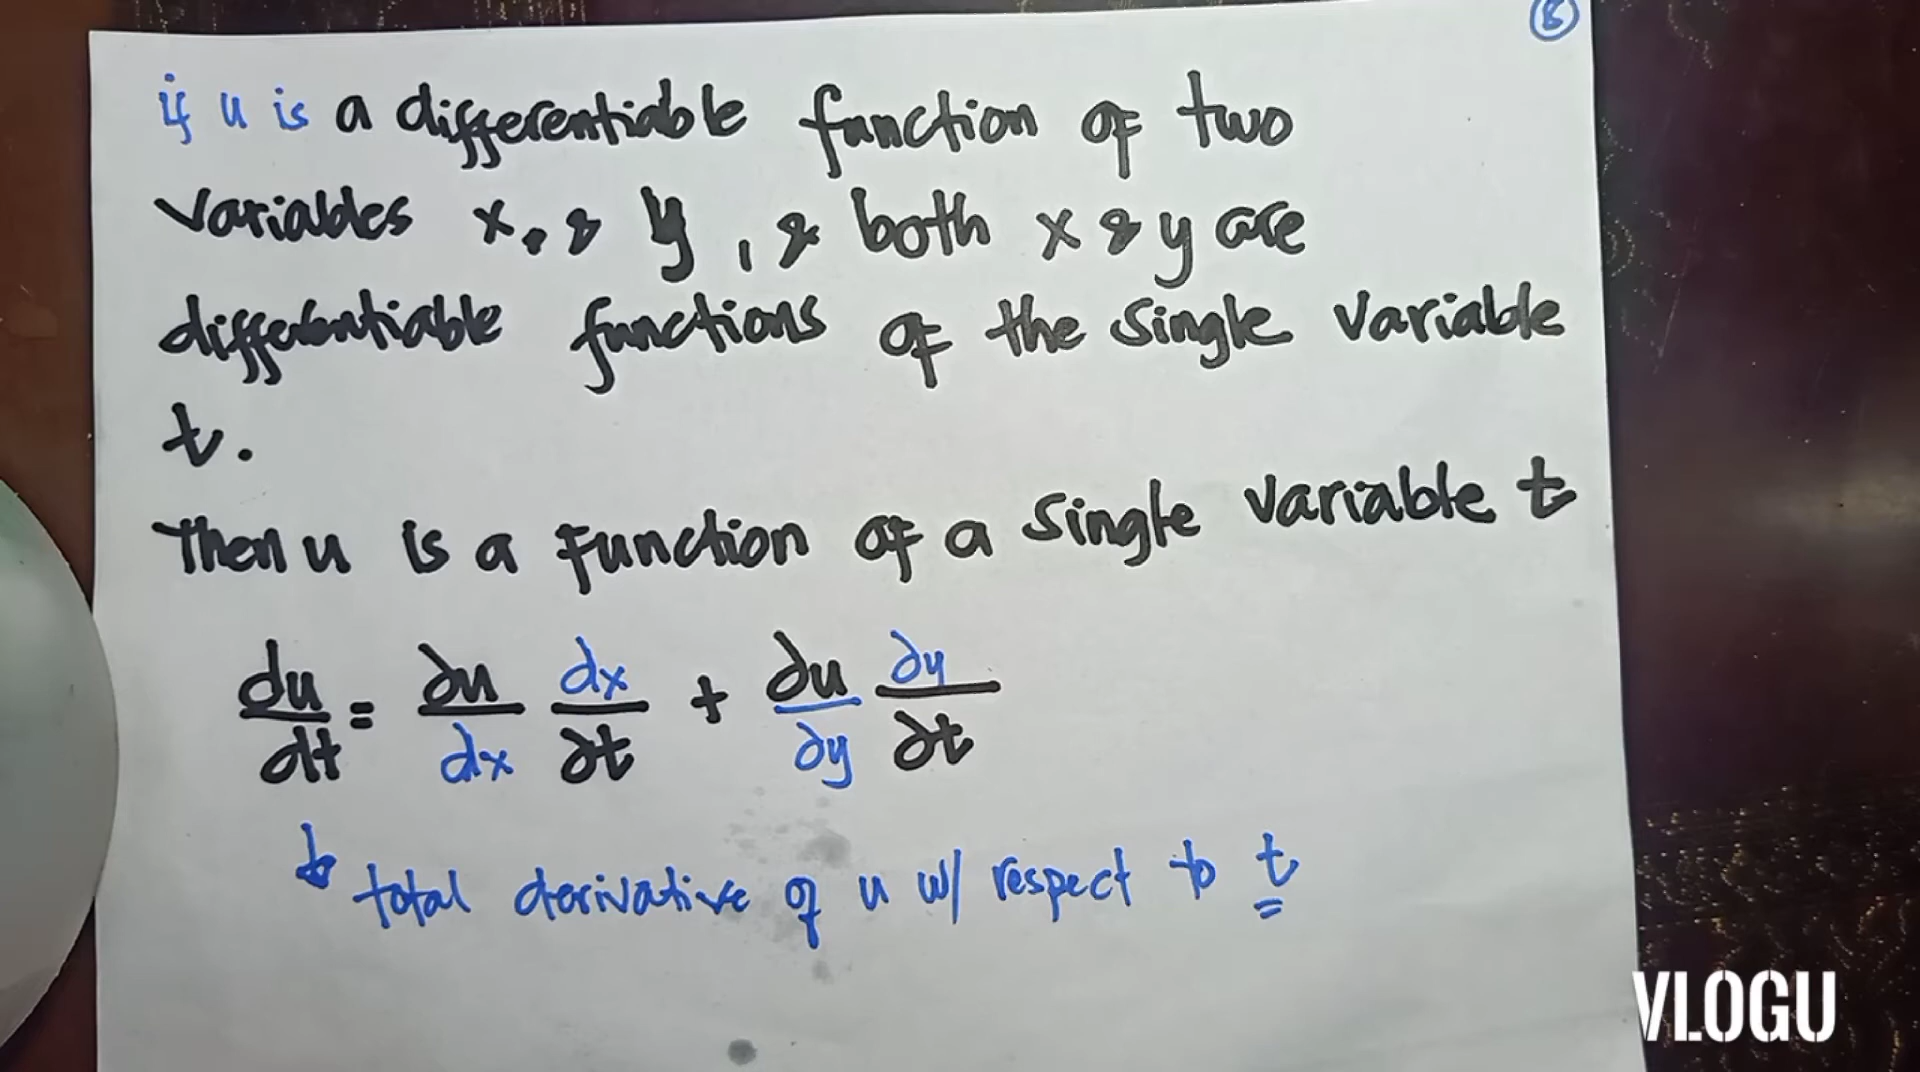 8
if u is a differentiable function of two
variables x, & y, & both x & y are
differentiable functions of the single variable
t.
Then u is a function of a single variable t
du/dt = ∂u/dx dx/∂t + ∂u/∂y ∂y/∂t
↓ total derivative of u w/ respect to t
VLOGU